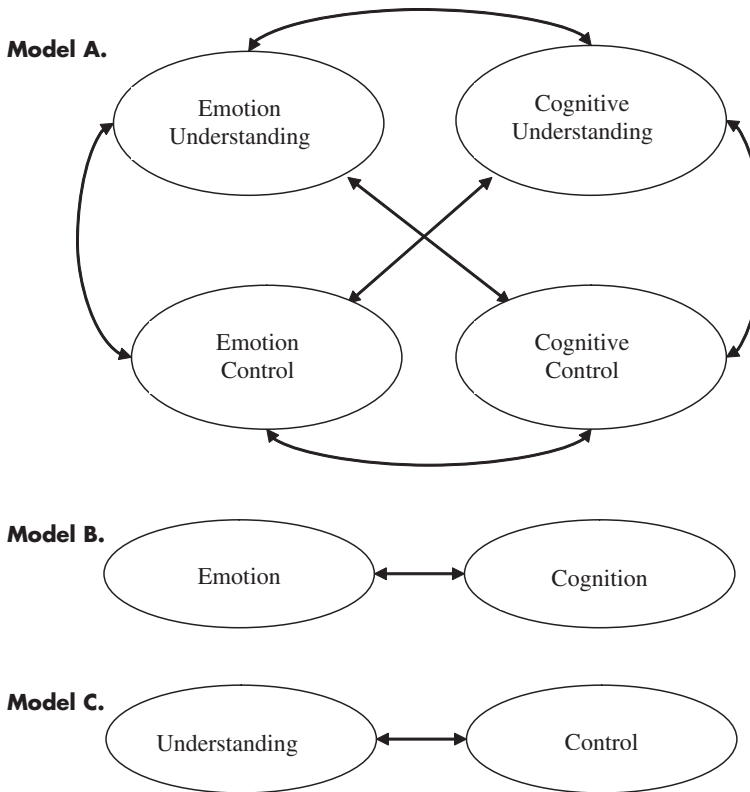 Model A.
Emotion
Understanding
Cognitive
Understanding
Emotion
Control
Cognitive
Control
Model B.
Emotion
Cognition
Model C.
Understanding
Control